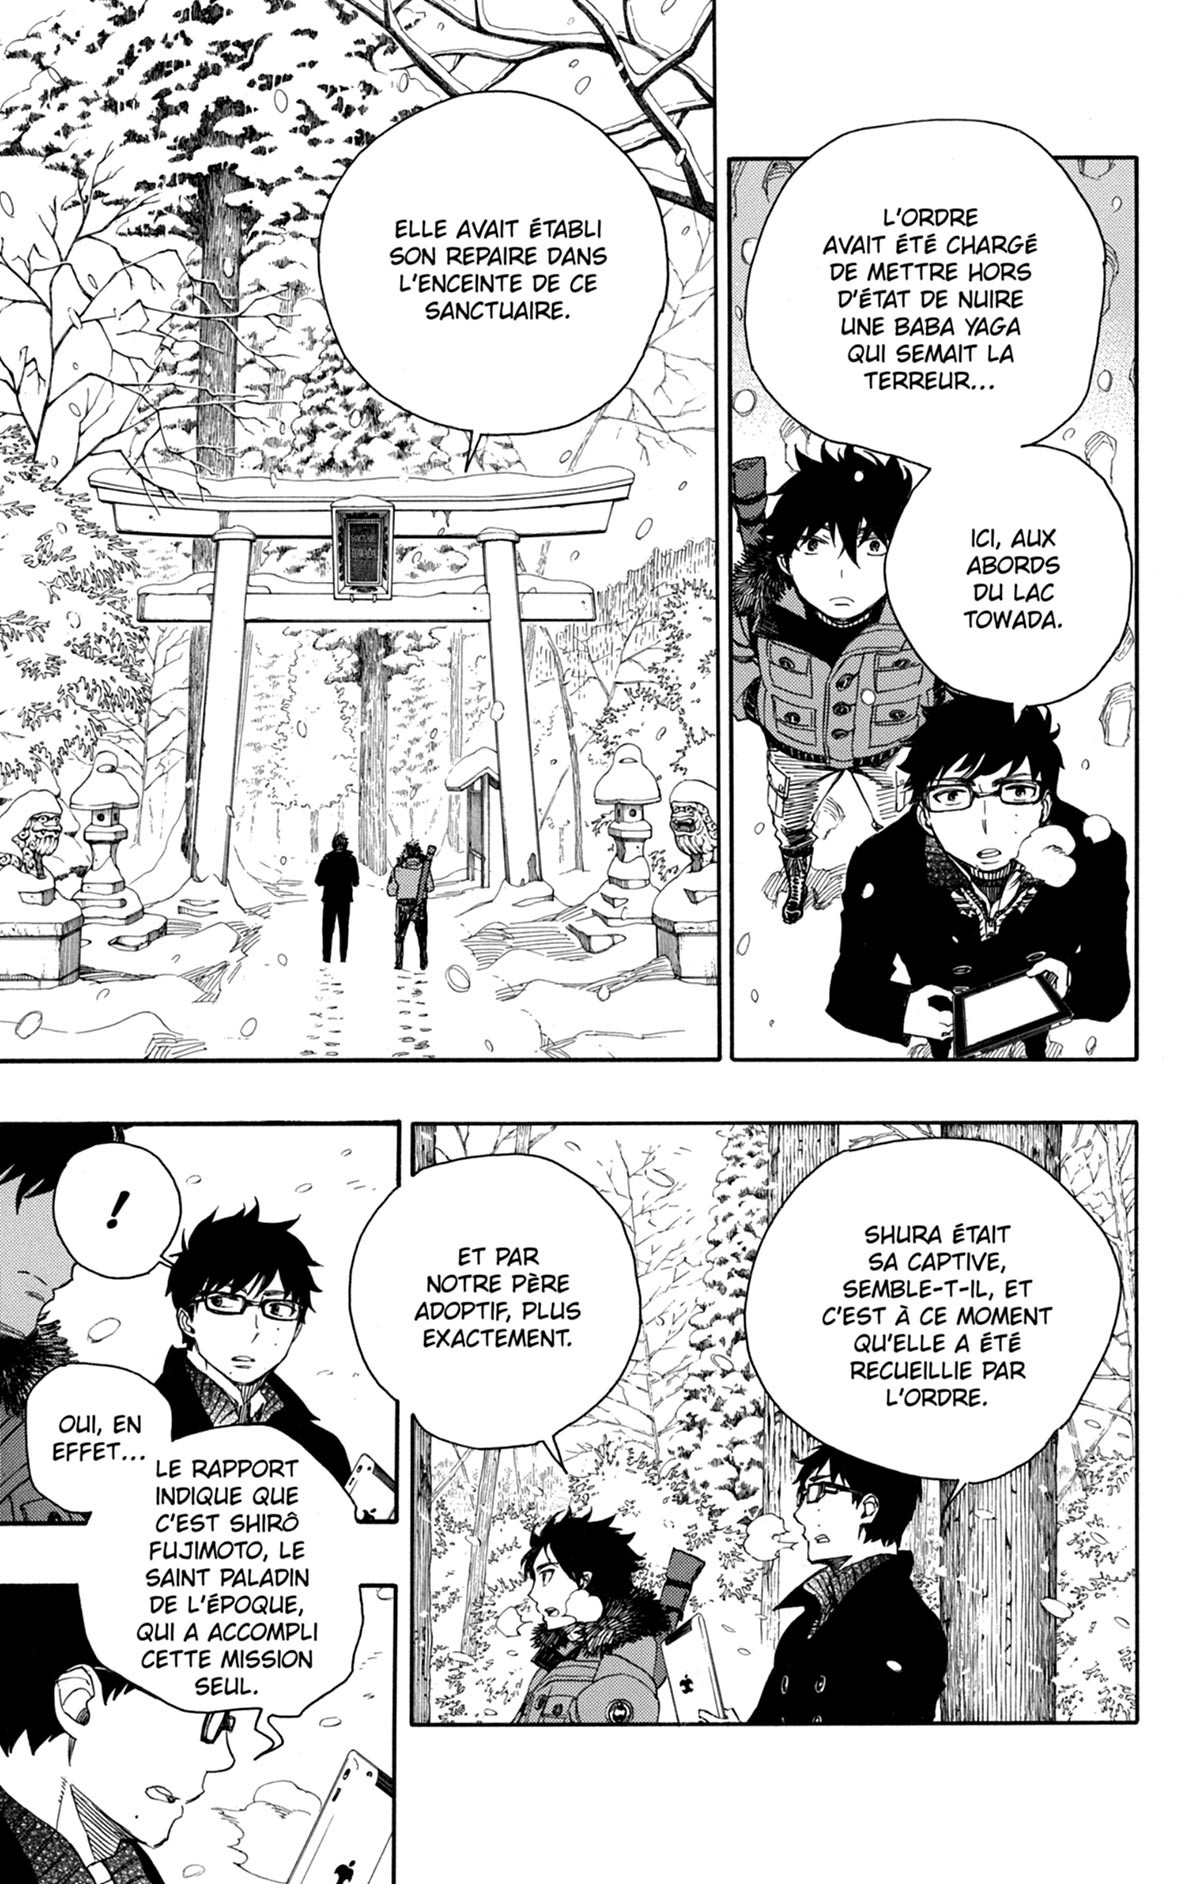 L'ORDRE
AVAIT ÉTÉ CHARGÉ
DE METTRE HORS
D'ÉTAT DE NUIRE
UNE BABA YAGA
QUI SEMAIT LA
TERREUR...
ICI, AUX
ABORDS
DU LAC
TOWADA.
ELLE AVAIT ÉTABLI
SON REPAIRE DANS
L'ENCEINTE DE CE
SANCTUAIRE.
SHURA ÉTAIT
SA CAPTIVE,
SEMBLE-T-IL, ET
C'EST À CE MOMENT
QU'ELLE A ÉTÉ
RECUEILLIE PAR
L'ORDRE.
ET PAR
NOTRE PÈRE
ADOPTIF, PLUS
EXACTEMENT.
!
OUI, EN
EFFET...
LE RAPPORT
INDIQUE QUE
C'EST SHIRÔ
FUJIMOTO, LE
SAINT PALADIN
DE L'ÉPOQUE,
QUI A ACCOMPLI
CETTE MISSION
SEUL.